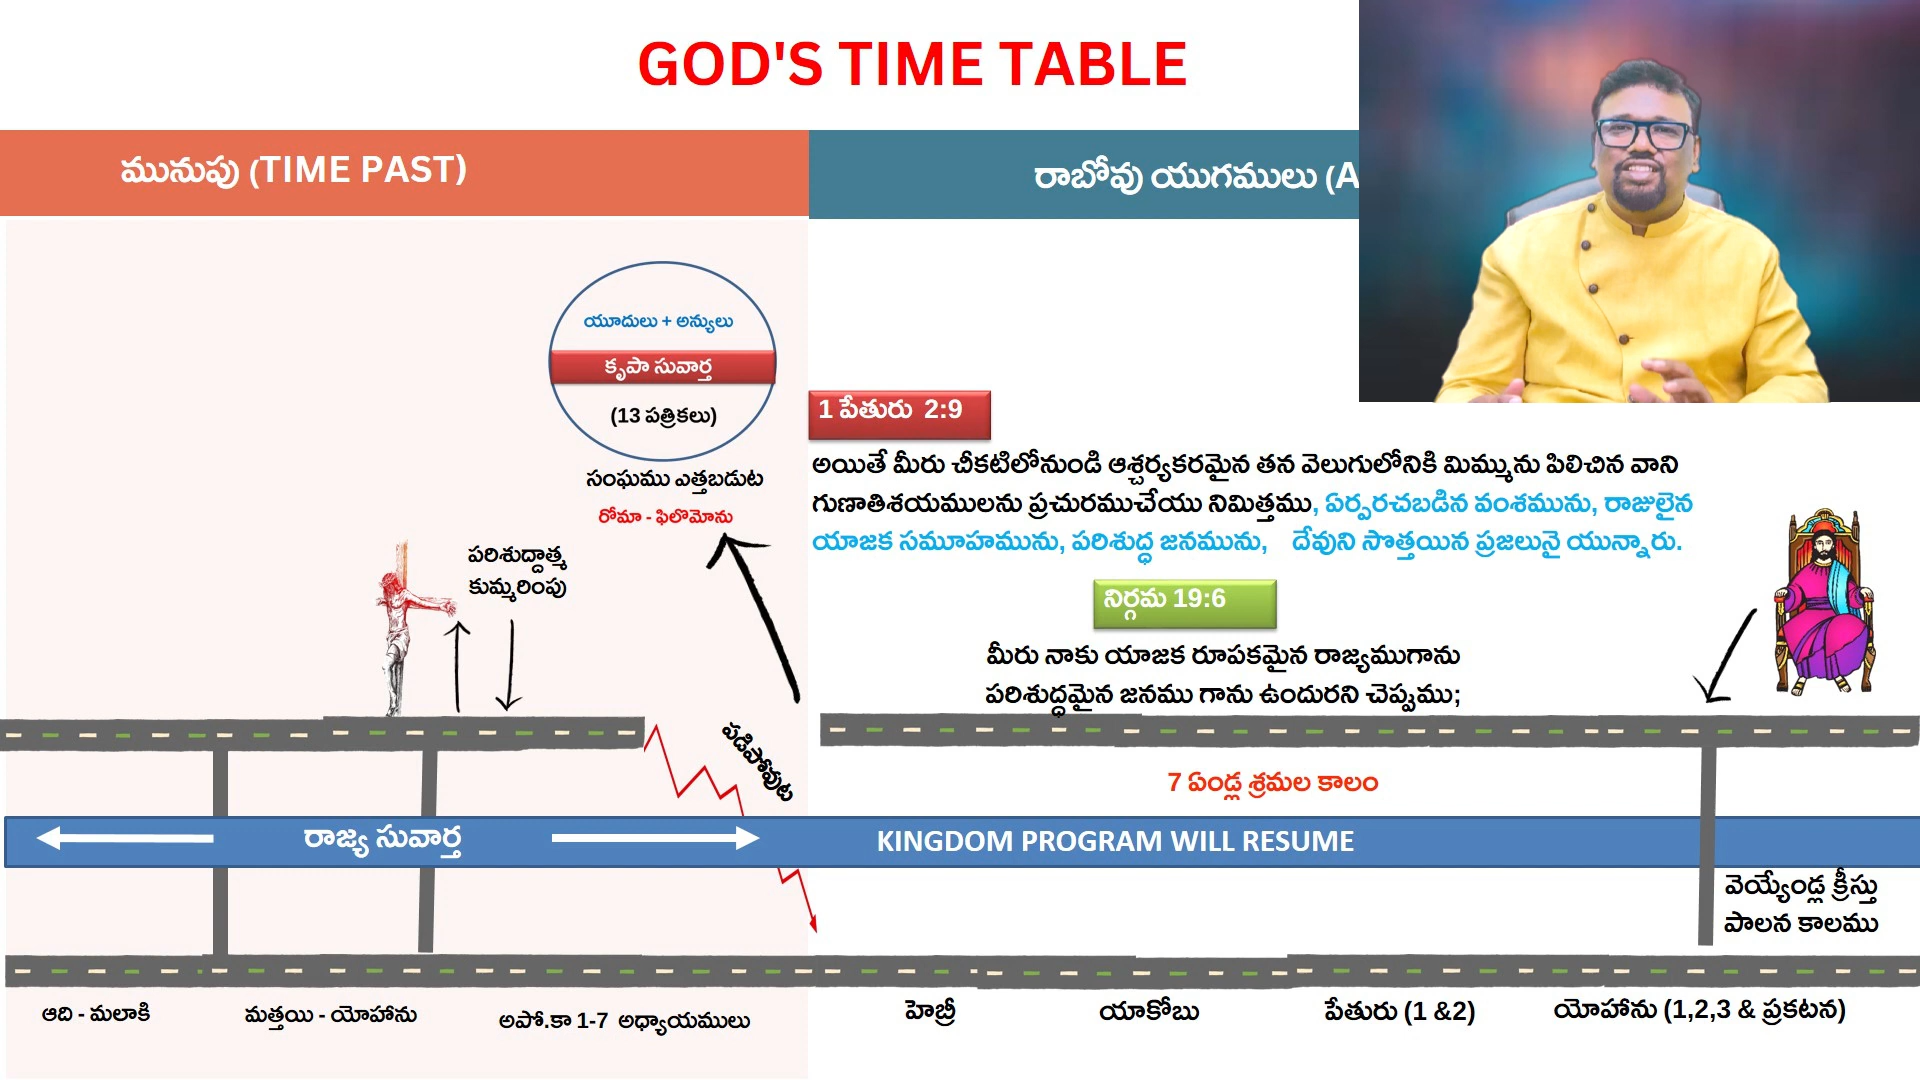 GOD'S TIME TABLE
మునుపు (TIME PAST)
రాబోవు యుగములు (A
యూదులు + అన్యులు
కృపా సువార్త
(13 పత్రికలు)
సంఘము ఎత్తబడుట
రోమా - ఫిలొమోను
పరిశుద్దాత్మ
కుమ్మరింపు
1 పేతురు 2:9
అయితే మీరు చీకటిలోనుండి ఆశ్చర్యకరమైన తన వెలుగులోనికి మిమ్మును పిలిచిన వాని
గుణాతిశయములను ప్రచురముచేయు నిమిత్తము, ఏర్పరచబడిన వంశమును, రాజులైన
యాజక సమూహమును, పరిశుద్ధ జనమును, దేవుని సొత్తయిన ప్రజలునై యున్నారు.
నిర్గమ 19:6
మీరు నాకు యాజక రూపకమైన రాజ్యముగాను
పరిశుద్ధమైన జనము గాను ఉందురని చెప్పుము;
పడిపోవుట
7 ఏండ్ల శ్రమల కాలం
రాజ్య సువార్త
KINGDOM PROGRAM WILL RESUME
వెయ్యేండ్ల క్రీస్తు
పాలన కాలము
ఆది - మలాకి
మత్తయి - యోహాను
అపో.కా 1-7 అధ్యాయములు
హెబ్రీ
యాకోబు
పేతురు (1 &2)
యోహాను (1,2,3 & ప్రకటన)